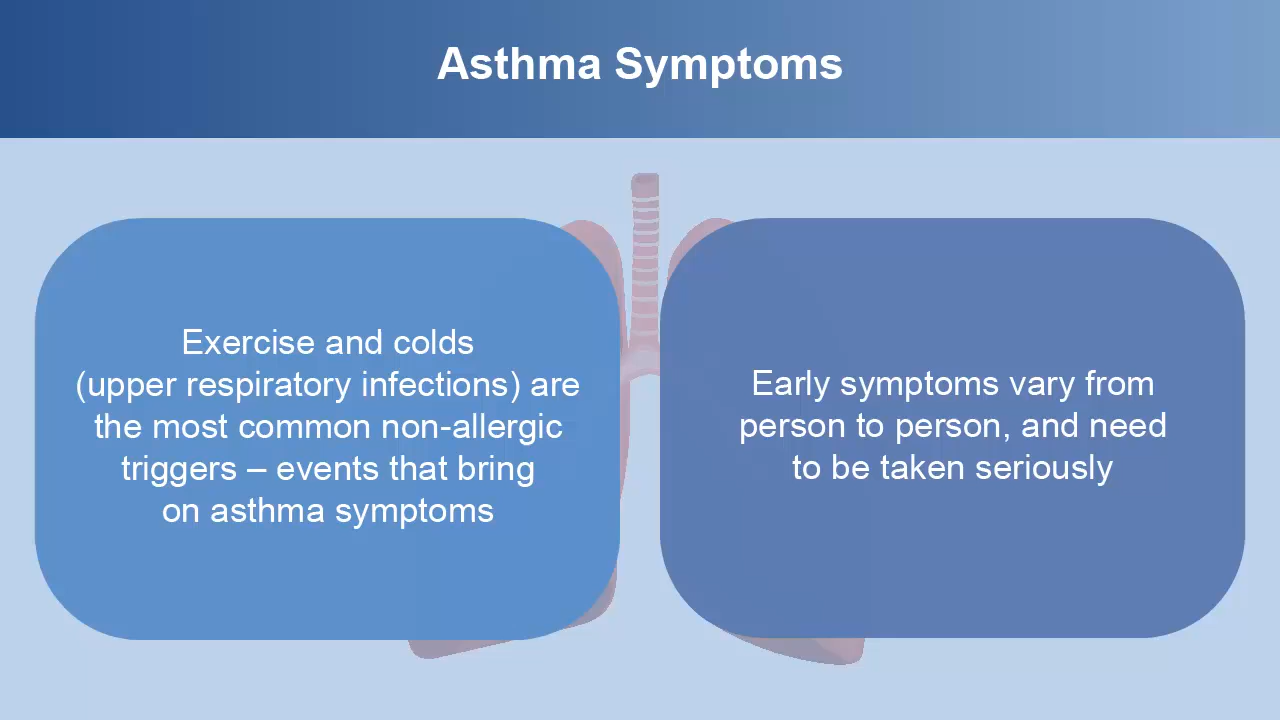 Asthma Symptoms
Exercise and colds
(upper respiratory infections) are
the most common non-allergic
triggers – events that bring
on asthma symptoms
Early symptoms vary from
person to person, and need
to be taken seriously